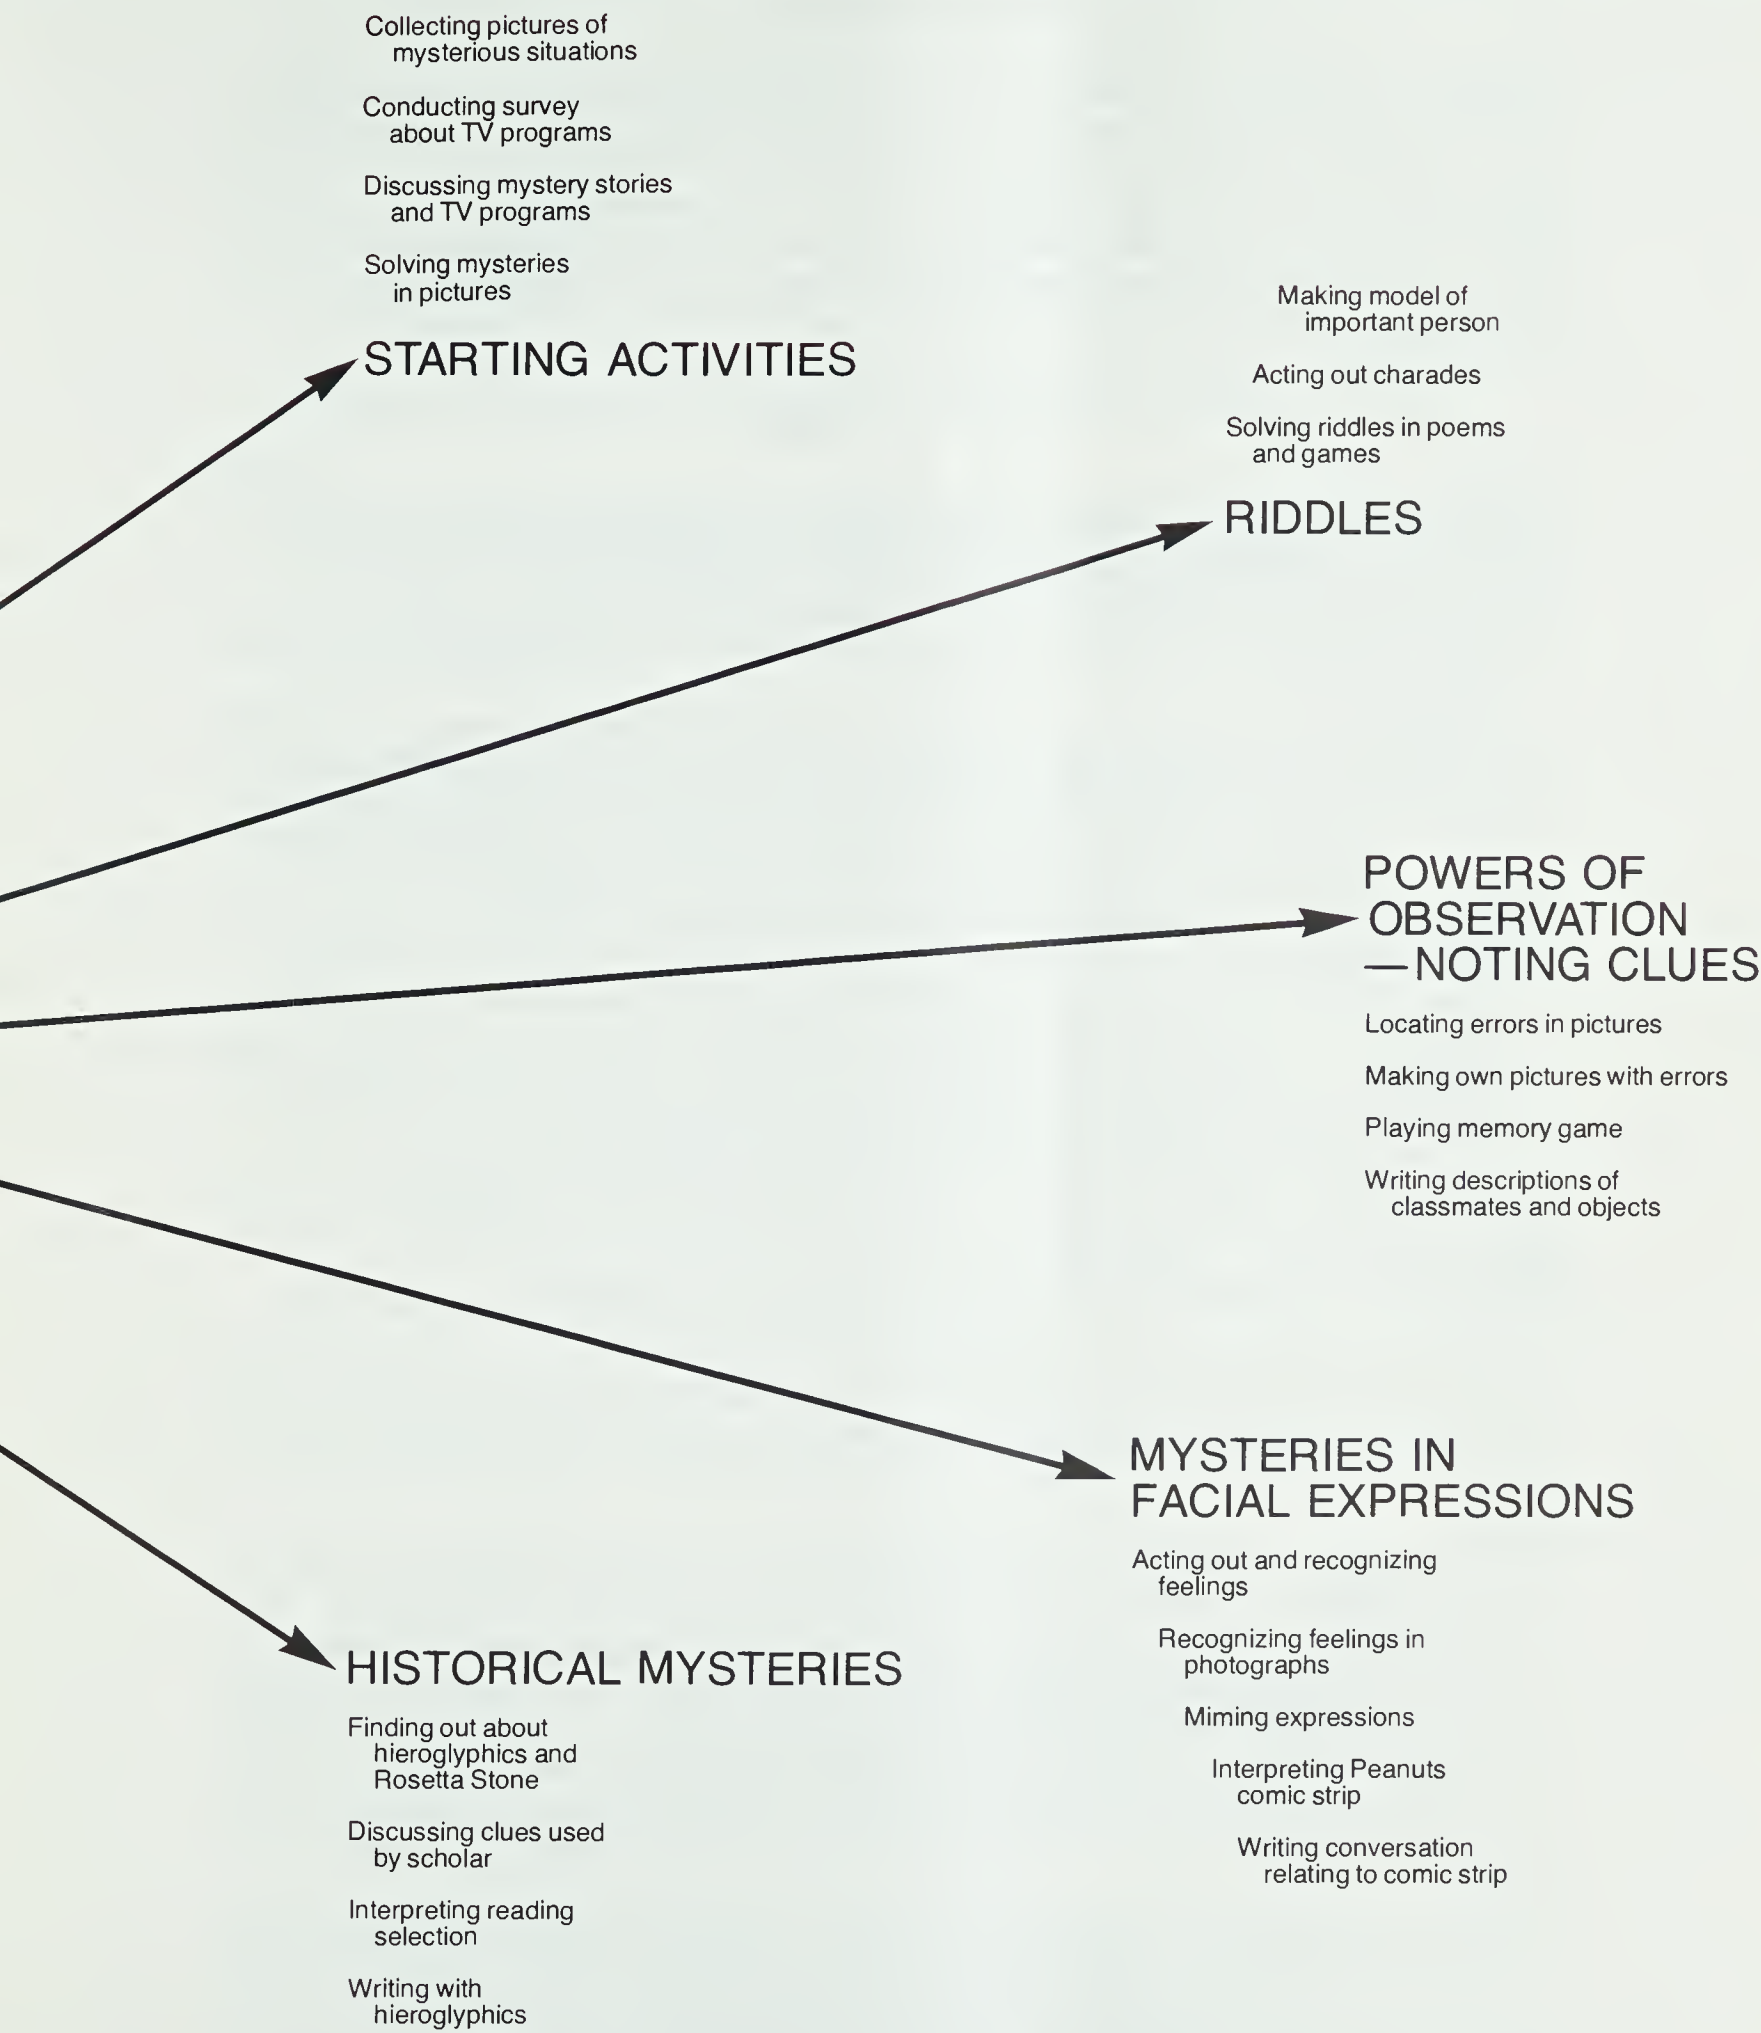 Collecting pictures of
mysterious situations
Conducting survey
about TV programs
Discussing mystery stories
and TV programs
Solving mysteries
in pictures
STARTING ACTIVITIES
Making model of
important person
Acting out charades
Solving riddles in poems
and games
RIDDLES
POWERS OF
OBSERVATION
—NOTING CLUES
Locating errors in pictures
Making own pictures with errors
Playing memory game
Writing descriptions of
classmates and objects
MYSTERIES IN
FACIAL EXPRESSIONS
Acting out and recognizing
feelings
Recognizing feelings in
photographs
Miming expressions
Interpreting Peanuts
comic strip
Writing conversation
relating to comic strip
HISTORICAL MYSTERIES
Finding out about
hieroglyphics and
Rosetta Stone
Discussing clues used
by scholar
Interpreting reading
selection
Writing with
hieroglyphics